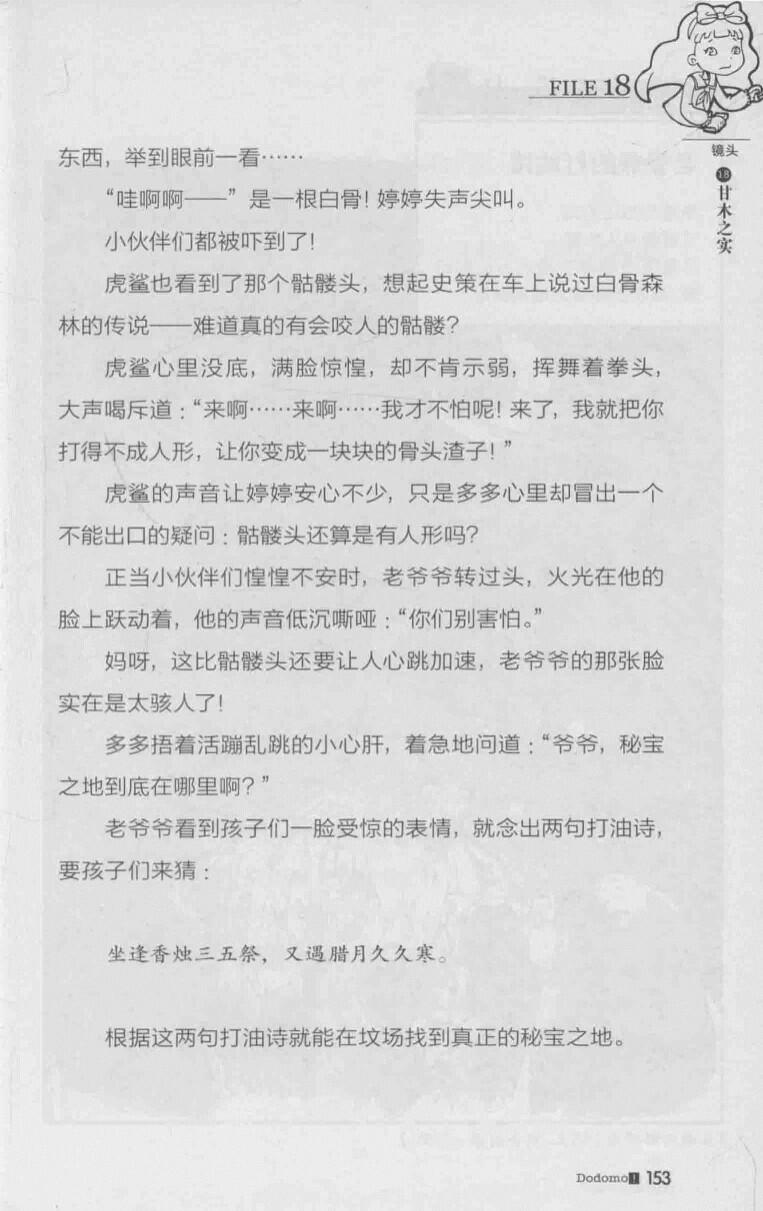 FILE 18
镜头
⑱甘木之实
东西，举到眼前一看……
“哇啊啊——”是一根白骨！婷婷失声尖叫。
小伙伴们都被吓到了！
虎鲨也看到了那个骷髅头，想起史策在车上说过白骨森
林的传说——难道真的有会咬人的骷髅？
虎鲨心里没底，满脸惊惶，却不肯示弱，挥舞着拳头，
大声喝斥道：“来啊……来啊……我才不怕呢！来了，我就把你
打得不成人形，让你变成一块块的骨头渣子！”
虎鲨的声音让婷婷安心不少，只是多多心里却冒出一个
不能出口的疑问：骷髅头还算是有人形吗？
正当小伙伴们惶惶不安时，老爷爷转过头，火光在他的
脸上跃动着，他的声音低沉嘶哑：“你们别害怕。”
妈呀，这比骷髅头还要让人心跳加速，老爷爷的那张脸
实在是太骇人了！
多多捂着活蹦乱跳的小心肝，着急地问道：“爷爷，秘宝
之地到底在哪里啊？”
老爷爷看到孩子们一脸受惊的表情，就念出两句打油诗，
要孩子们来猜：
坐逢香烛三五祭，又遇腊月久久寒。
根据这两句打油诗就能在坟场找到真正的秘宝之地。
Dodomo! 153